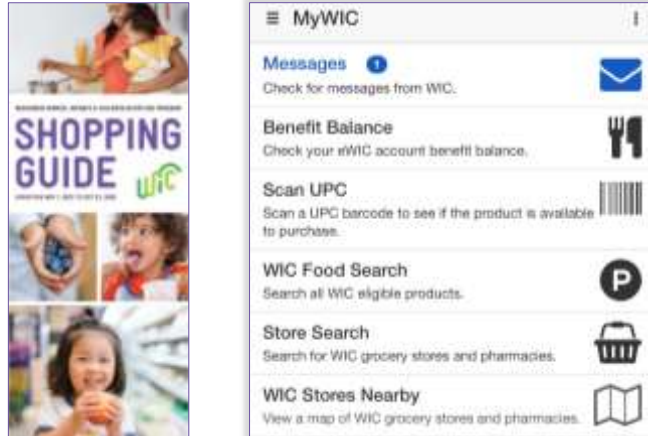 SHOPPING
GUIDE
WIC
MyWIC
Messages 1
Check for messages from WIC.
Benefit Balance
Check your eWIC account benefit balance.
Scan UPC
Scan a UPC barcode to see if the product is available
to purchase.
WIC Food Search
Search all WIC eligible products.
P
Store Search
Search for WIC grocery stores and pharmacies.
WIC Stores Nearby
View a map of WIC grocery stores and pharmacies.